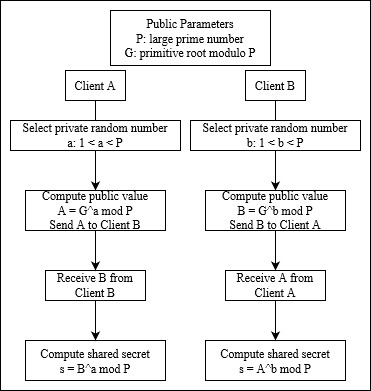 Public Parameters
P: large prime number
G: primitive root modulo P
Client A
Client B
Select private random number
a: 1 < a < P
Select private random number
b: 1 < b < P
Compute public value
A = G^a mod P
Send A to Client B
Compute public value
B = G^b mod P
Send B to Client A
Receive B from
Client B
Receive A from
Client A
Compute shared secret
s = B^a mod P
Compute shared secret
s = A^b mod P